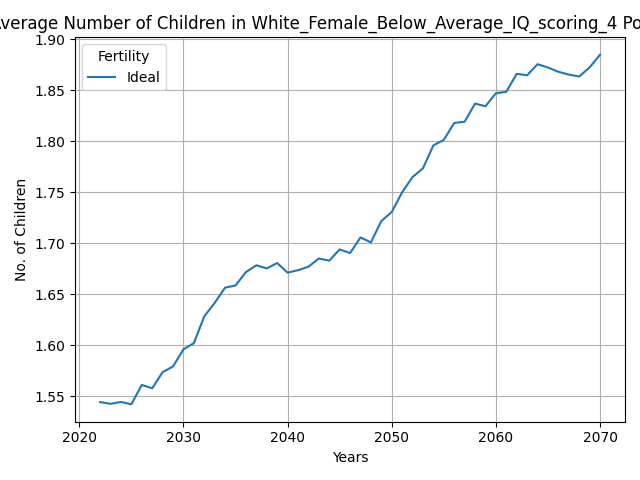 Average Number of Children in White_Female_Below_Average_IQ_scoring_4 Po
1.90
1.85
1.80
1.75
1.70
1.65
1.60
1.55
No. of Children
Fertility
Ideal
2020 2030 2040 2050 2060 2070
Years